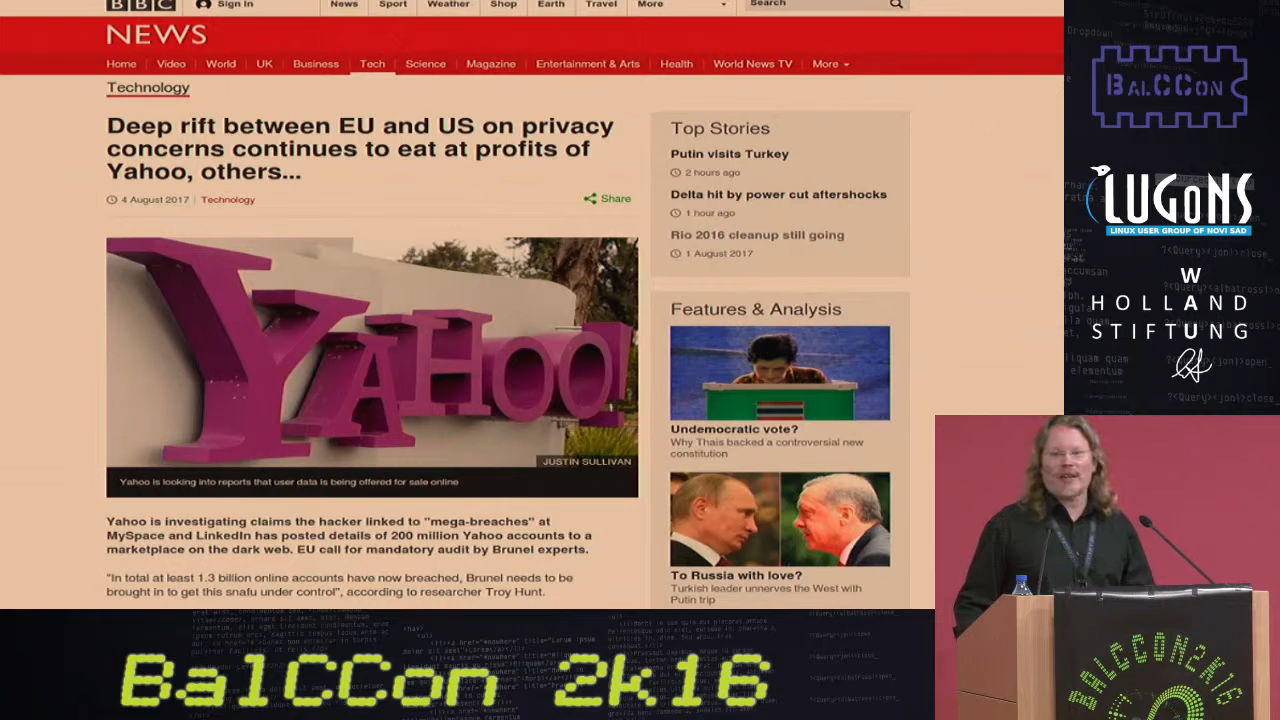 BBC
Sign in
News
Sport
Weather
Shop
Earth
Travel
More
Search
NEWS
Home
Video
World
UK
Business
Tech
Science
Magazine
Entertainment & Arts
Health
World News TV
More
Technology
Deep rift between EU and US on privacy
concerns continues to eat at profits of
Yahoo, others...
4 August 2017
Technology
Share
YAHOO!
JUSTIN SULLIVAN
Yahoo is looking into reports that user data is being offered for sale online
Yahoo is investigating claims the hacker linked to "mega-breaches" at
MySpace and LinkedIn has posted details of 200 million Yahoo accounts to a
marketplace on the dark web. EU call for mandatory audit by Brunel experts.
"In total at least 1.3 billion online accounts have now breached, Brunel needs to be
brought in to get this snafu under control", according to researcher Troy Hunt.
Top Stories
Putin visits Turkey
2 hours ago
Delta hit by power cut aftershocks
1 hour ago
Rio 2016 cleanup still going
1 August 2017
Features & Analysis
Undemocratic vote?
Why Thais backed a controversial new
constitution
To Russia with love?
Turkish leader unnerves the West with
Putin trip
BALCCON
LUGONS
LINUX USER GROUP OF NOVI SAD
W
HOLLAND
STIFTUNG
BalCCon 2k16